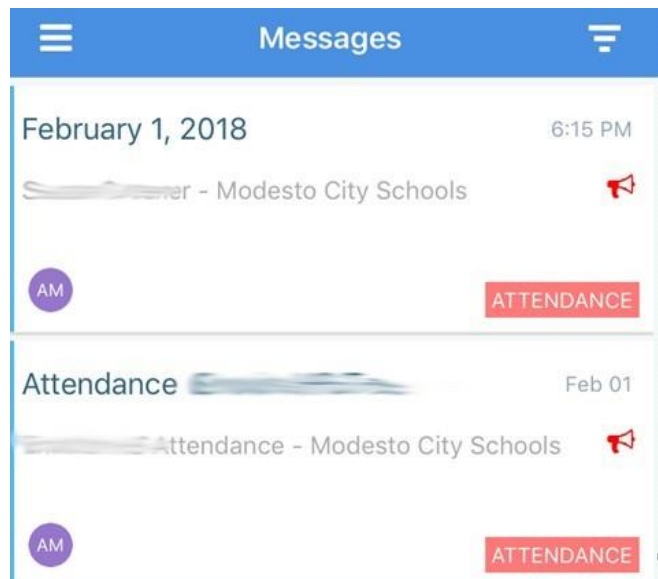 Messages
February 1, 2018 6:15 PM
- Modesto City Schools
AM
ATTENDANCE
Attendance Feb 01
Attendance - Modesto City Schools
AM
ATTENDANCE